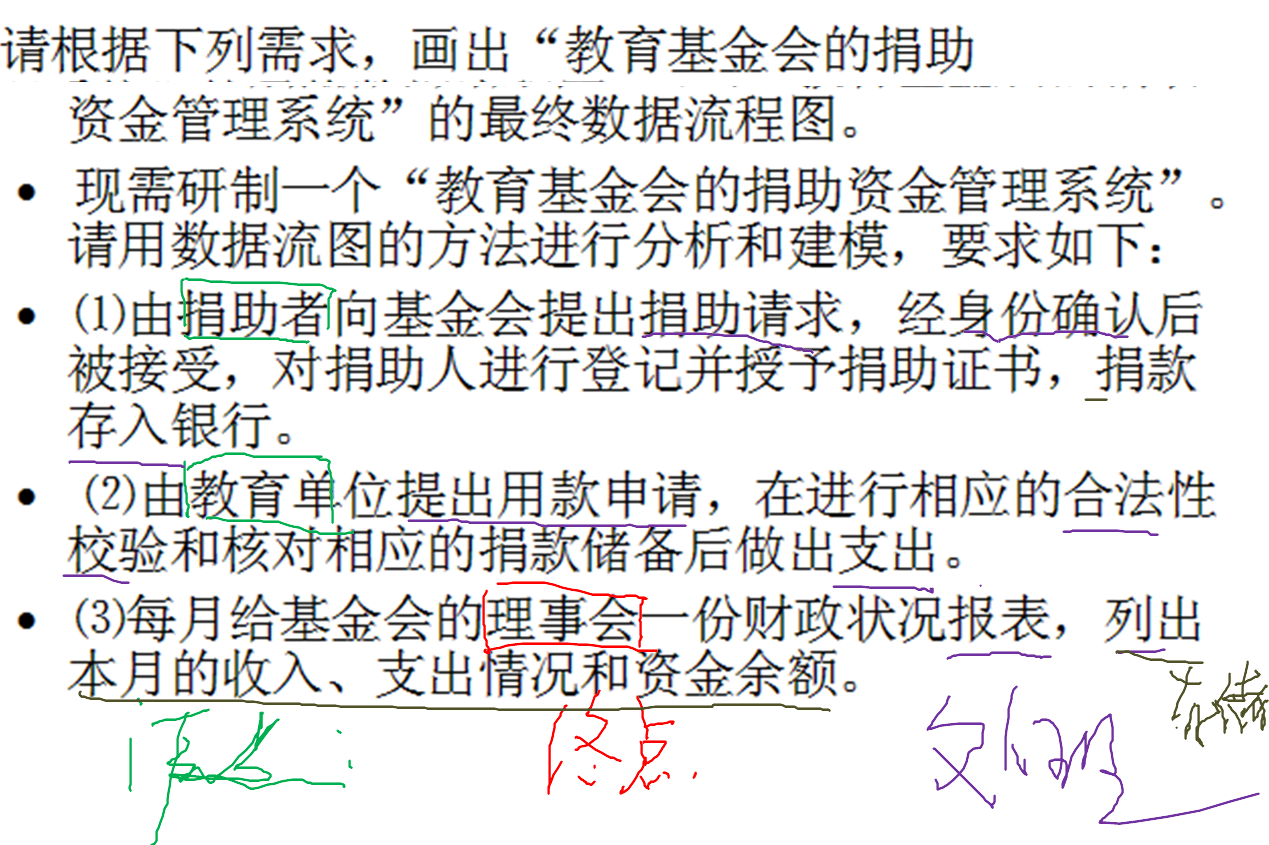 请根据下列需求，画出“教育基金会的捐助
资金管理系统”的最终数据流程图。
• 现需研制一个“教育基金会的捐助资金管理系统”。
请用数据流图的方法进行分析和建模，要求如下：
• (1)由捐助者向基金会提出捐助请求，经身份确认后
被接受，对捐助人进行登记并授予捐助证书，捐款
存入银行。
• (2)由教育单位提出用款申请，在进行相应的合法性
校验和核对相应的捐款储备后做出支出。
• (3)每月给基金会的理事会一份财政状况报表，列出
本月的收入、支出情况和资金余额。
终点